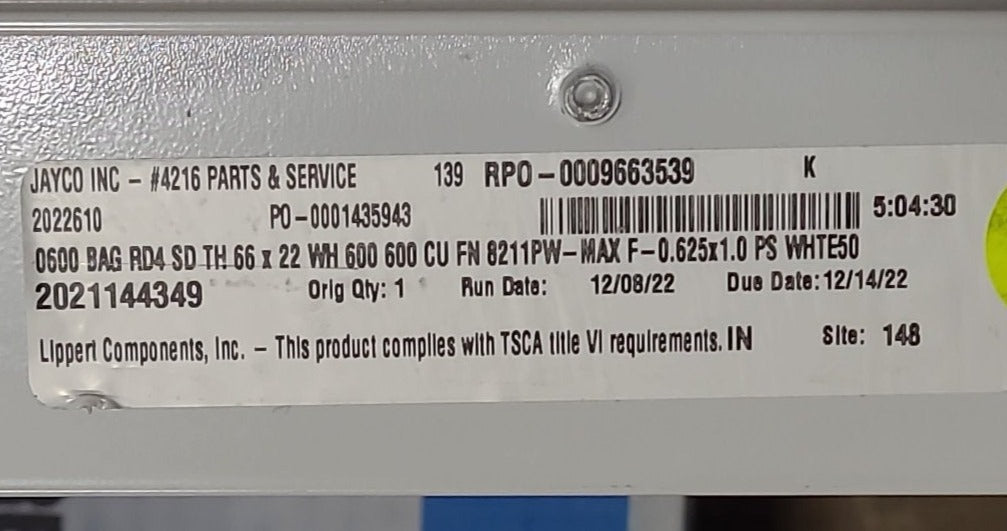 JAYCO INC - #4216 PARTS & SERVICE 139 RPO-0009663539 K
2022610 PO-0001435943 5:04:30
0600 BAG RD4 SD TH 66 x 22 WH 600 600 CU FN 8211PW-MAX F-0.625x1.0 PS WHTE50
2021144349 Orig Qty: 1 Run Date: 12/08/22 Due Date: 12/14/22
Lippert Components, Inc. - This product complies with TSCA title VI requirements. IN Site: 148